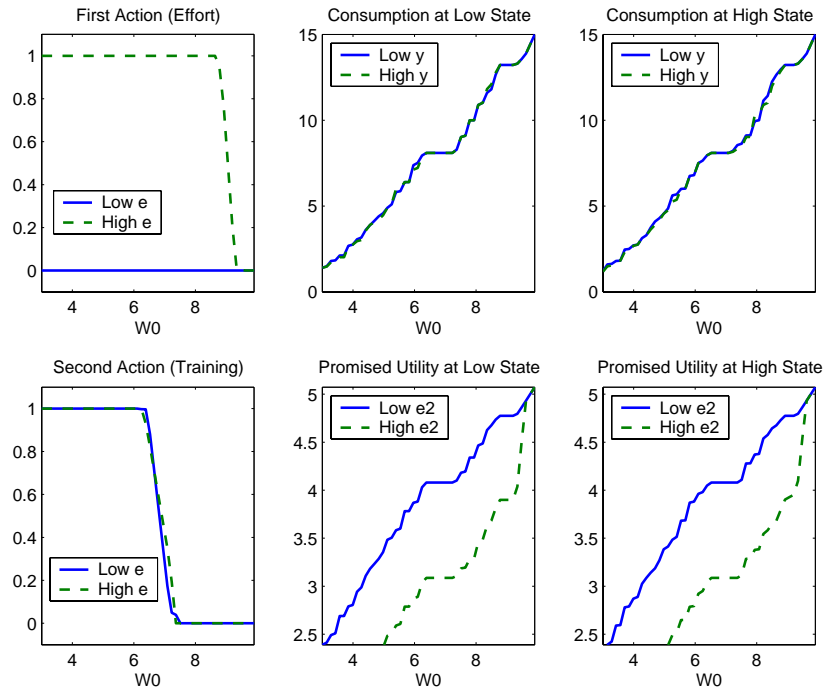 First Action (Effort)
1
0.8
0.6
0.4
0.2
0
Low e
High e
4
6
8
W0
Consumption at Low State
15
10
5
0
Low y
High y
4
6
8
W0
Consumption at High State
15
10
5
0
Low y
High y
4
6
8
W0
Second Action (Training)
1
0.8
0.6
0.4
0.2
0
Low e
High e
4
6
8
W0
Promised Utility at Low State
5
4.5
4
3.5
3
2.5
Low e2
High e2
4
6
8
W0
Promised Utility at High State
5
4.5
4
3.5
3
2.5
Low e2
High e2
4
6
8
W0